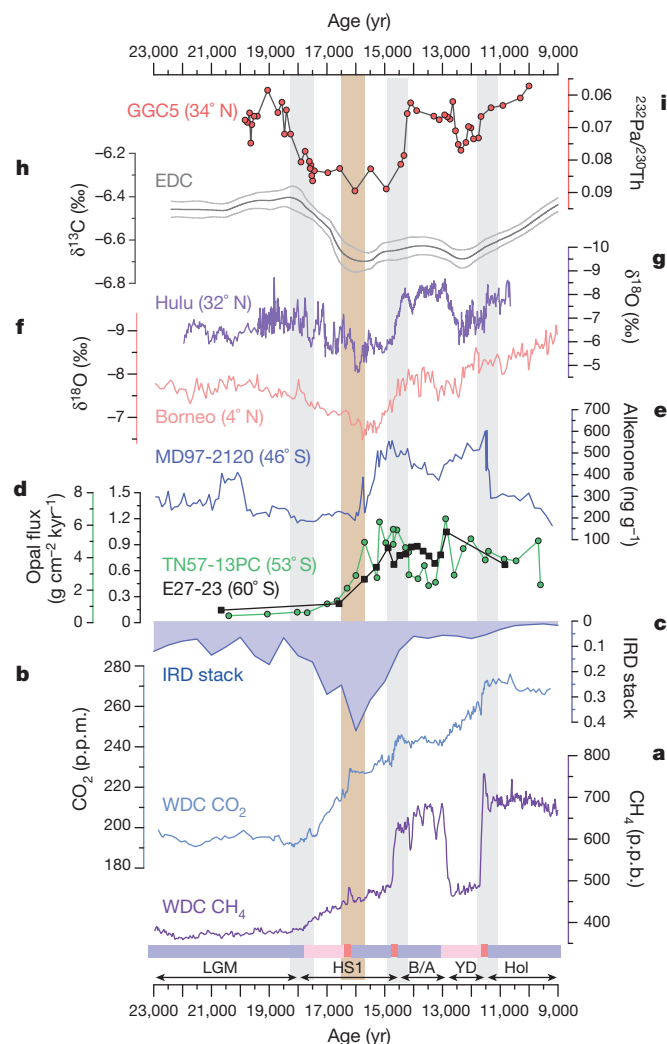 Age (yr)
23,000 21,000 19,000 17,000 15,000 13,000 11,000 9,000
i
GGC5 (34° N)
0.06
0.07
0.08
0.09
²³²Pa/²³⁰Th
h
−6.2
−6.4
−6.6
−6.8
δ¹³C (‰)
EDC
g
−10
−9
−8
−7
−6
−5
δ¹⁸O (‰)
Hulu (32° N)
f
−9
−8
−7
δ¹⁸O (‰)
Borneo (4° N)
e
700
600
500
400
300
200
100
Alkenone (ng g⁻¹)
MD97-2120 (46° S)
d
8
6
4
2
0
1.5
1.2
0.9
0.6
0.3
0
Opal flux
(g cm⁻² kyr⁻¹)
TN57-13PC (53° S)
E27-23 (60° S)
c
0
0.1
0.2
0.3
0.4
IRD stack
IRD stack
b
280
260
240
220
200
180
CO₂ (p.p.m.)
WDC CO₂
a
800
700
600
500
400
CH₄ (p.p.b.)
WDC CH₄
LGM HS1 B/A YD Hol
23,000 21,000 19,000 17,000 15,000 13,000 11,000 9,000
Age (yr)